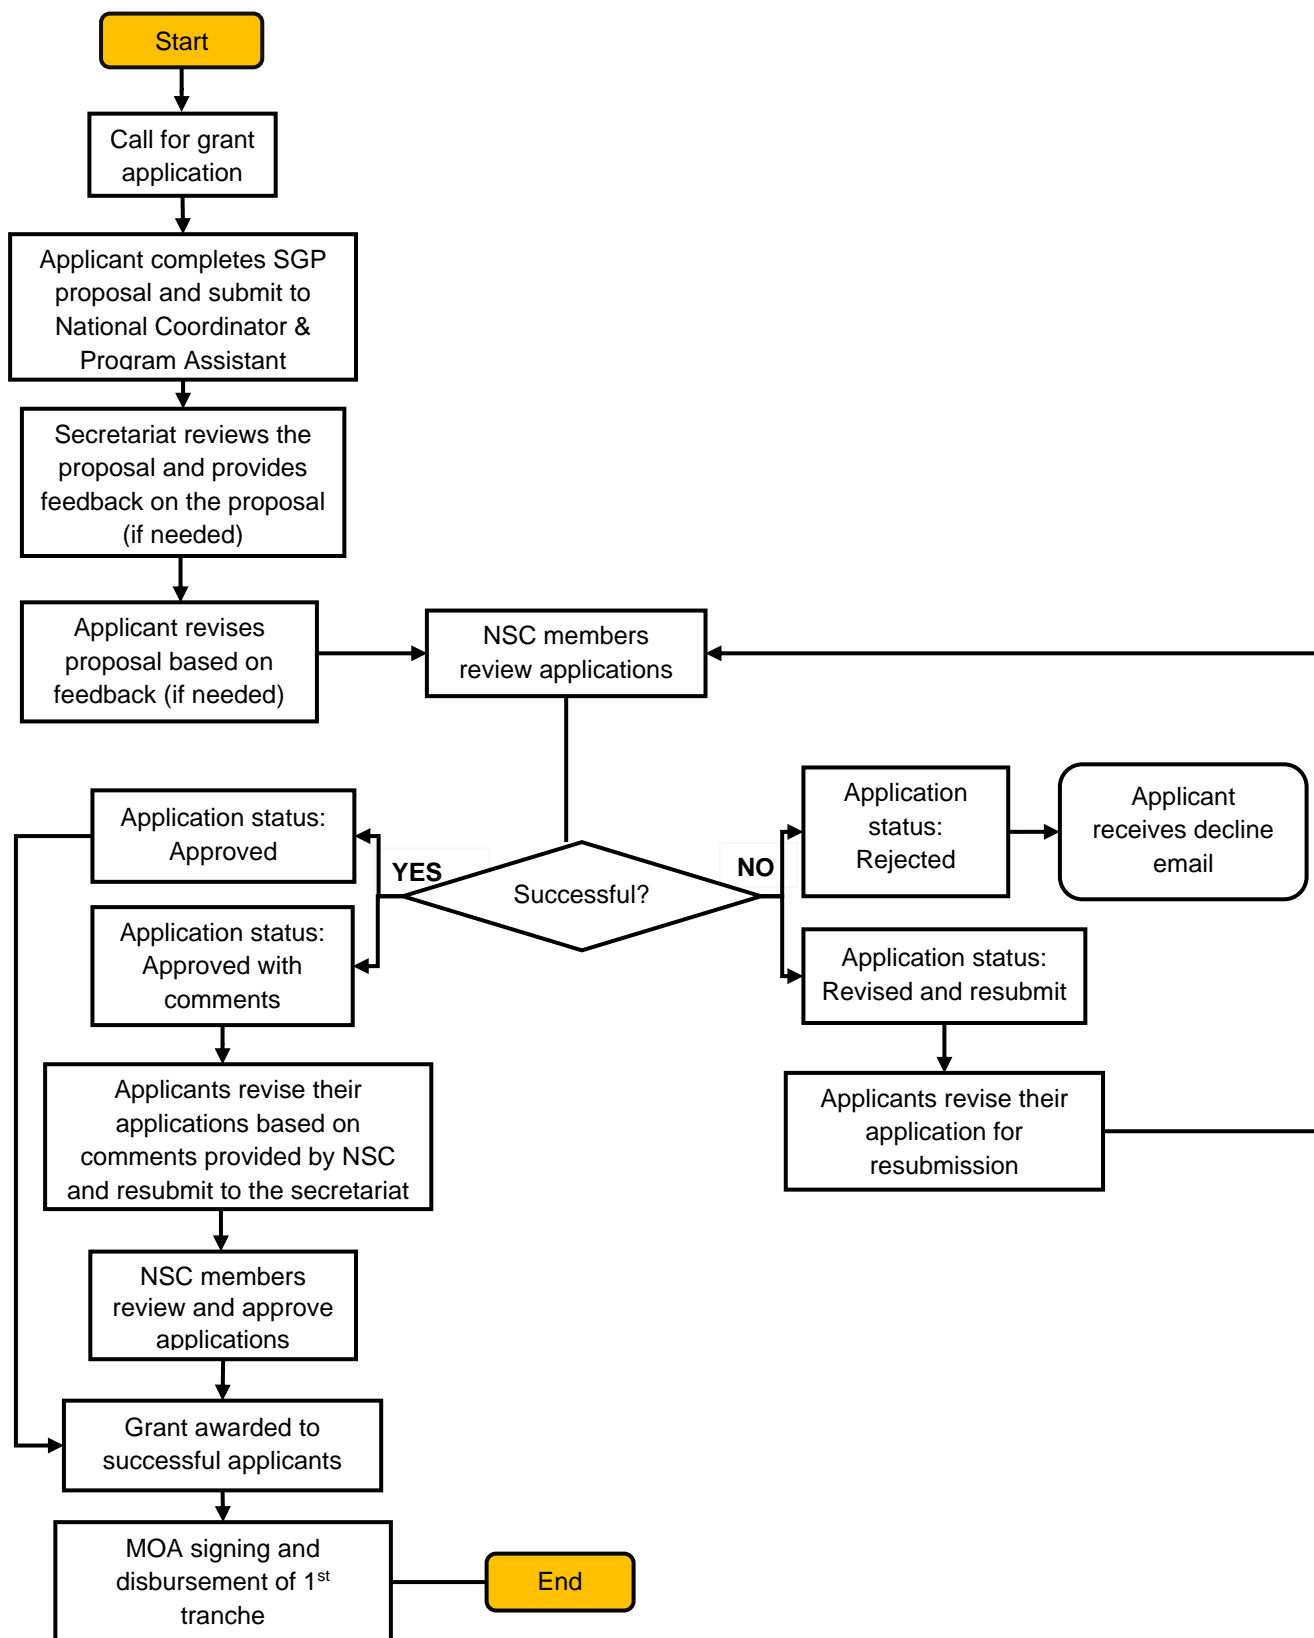 Start
Call for grant
application
Applicant completes SGP
proposal and submit to
National Coordinator &
Program Assistant
Secretariat reviews the
proposal and provides
feedback on the proposal
(if needed)
Applicant revises
proposal based on
feedback (if needed)
NSC members
review applications
Application status:
Approved
Application
status:
Rejected
Applicant
receives decline
email
YES
Successful?
NO
Application status:
Approved with
comments
Application status:
Revised and resubmit
Applicants revise their
applications based on
comments provided by NSC
and resubmit to the secretariat
Applicants revise their
application for
resubmission
NSC members
review and approve
applications
Grant awarded to
successful applicants
MOA signing and
disbursement of 1st
tranche
End